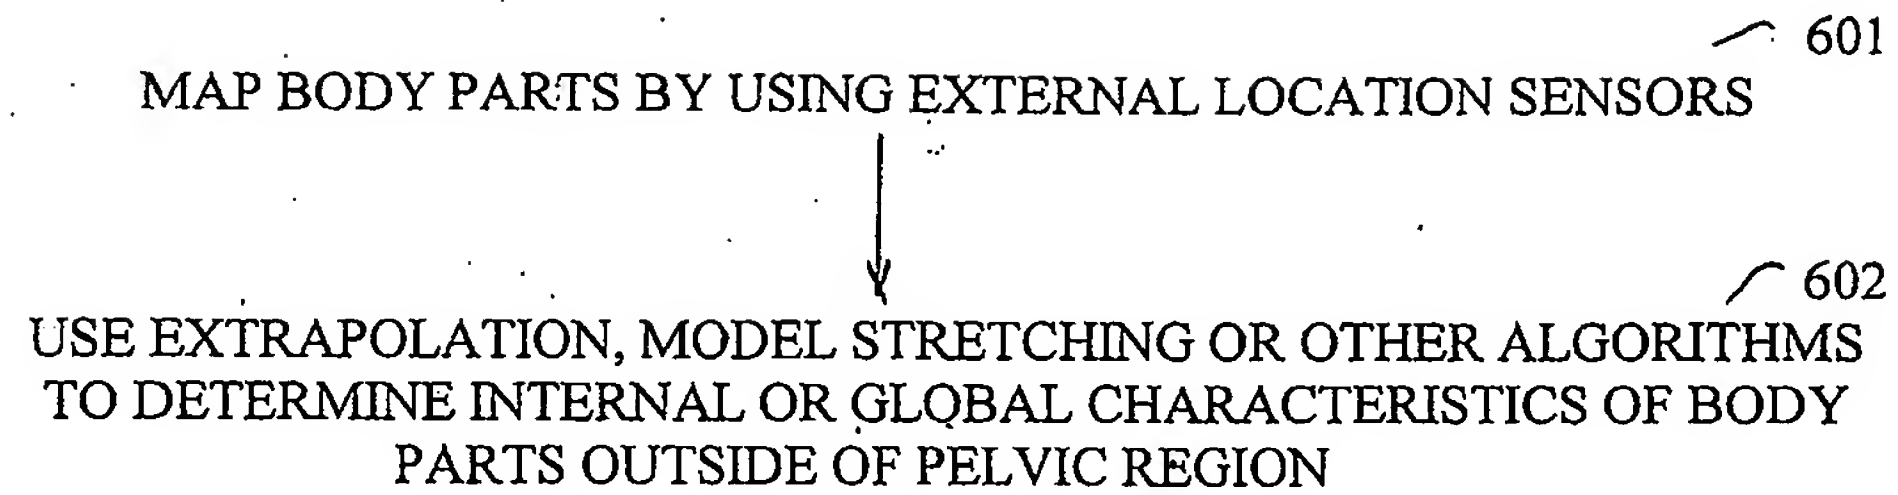 601
MAP BODY PARTS BY USING EXTERNAL LOCATION SENSORS
602
USE EXTRAPOLATION, MODEL STRETCHING OR OTHER ALGORITHMS
TO DETERMINE INTERNAL OR GLOBAL CHARACTERISTICS OF BODY
PARTS OUTSIDE OF PELVIC REGION